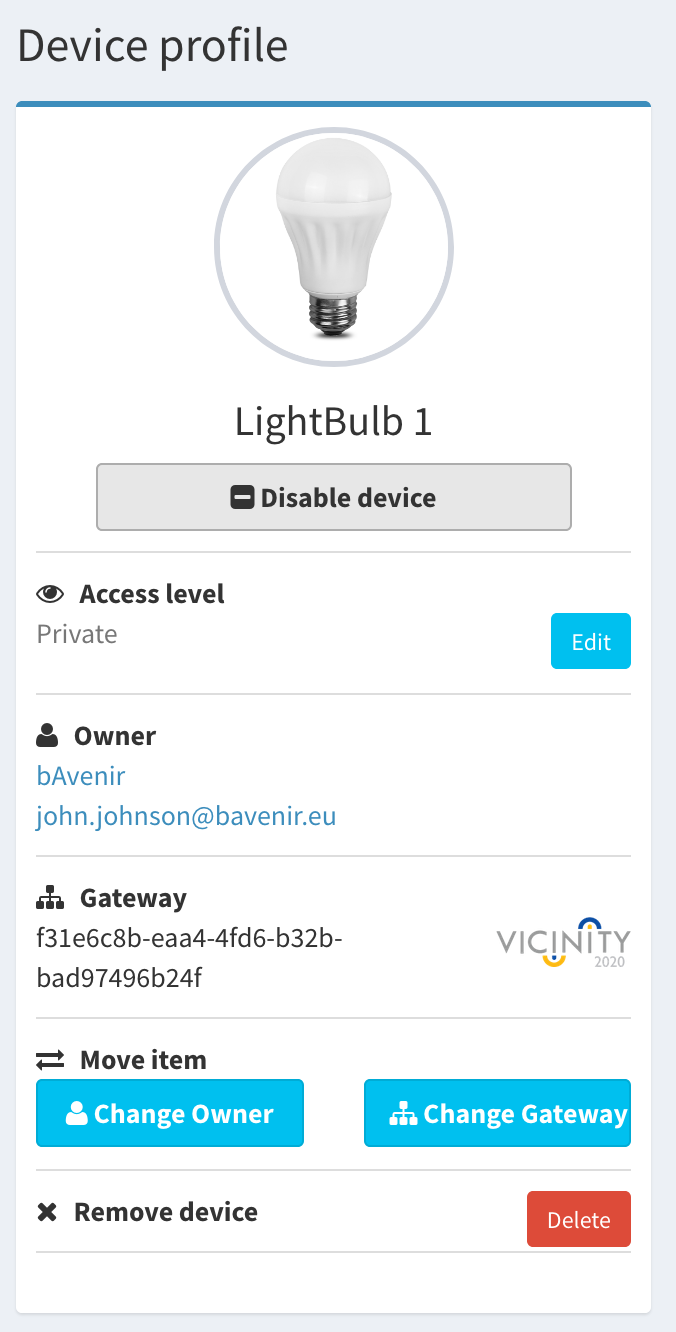 Device profile
LightBulb 1
Disable device
Access level
Private
Edit
Owner
bAvenir
john.johnson@bavenir.eu
Gateway
f31e6c8b-eaa4-4fd6-b32b-
bad97496b24f
VICINITY
2020
Move item
Change Owner
Change Gateway
Remove device
Delete